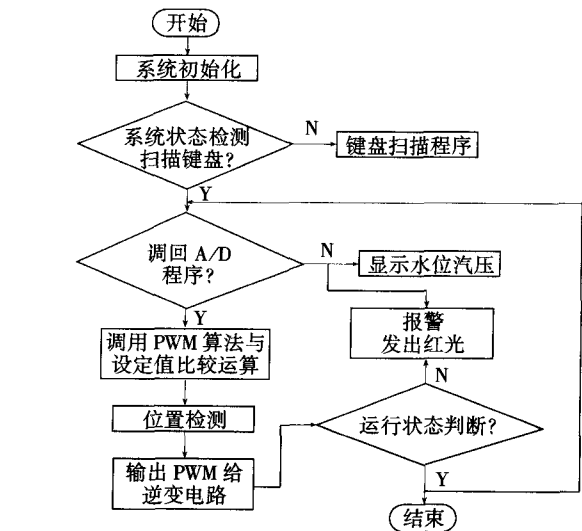 开始
系统初始化
系统状态检测
扫描键盘?
N
键盘扫描程序
Y
调回 A/D
程序?
N
显示水位汽压
Y
报警
发出红光
调用 PWM 算法与
设定值比较运算
N
位置检测
运行状态判断?
输出 PWM 给
逆变电路
Y
结束